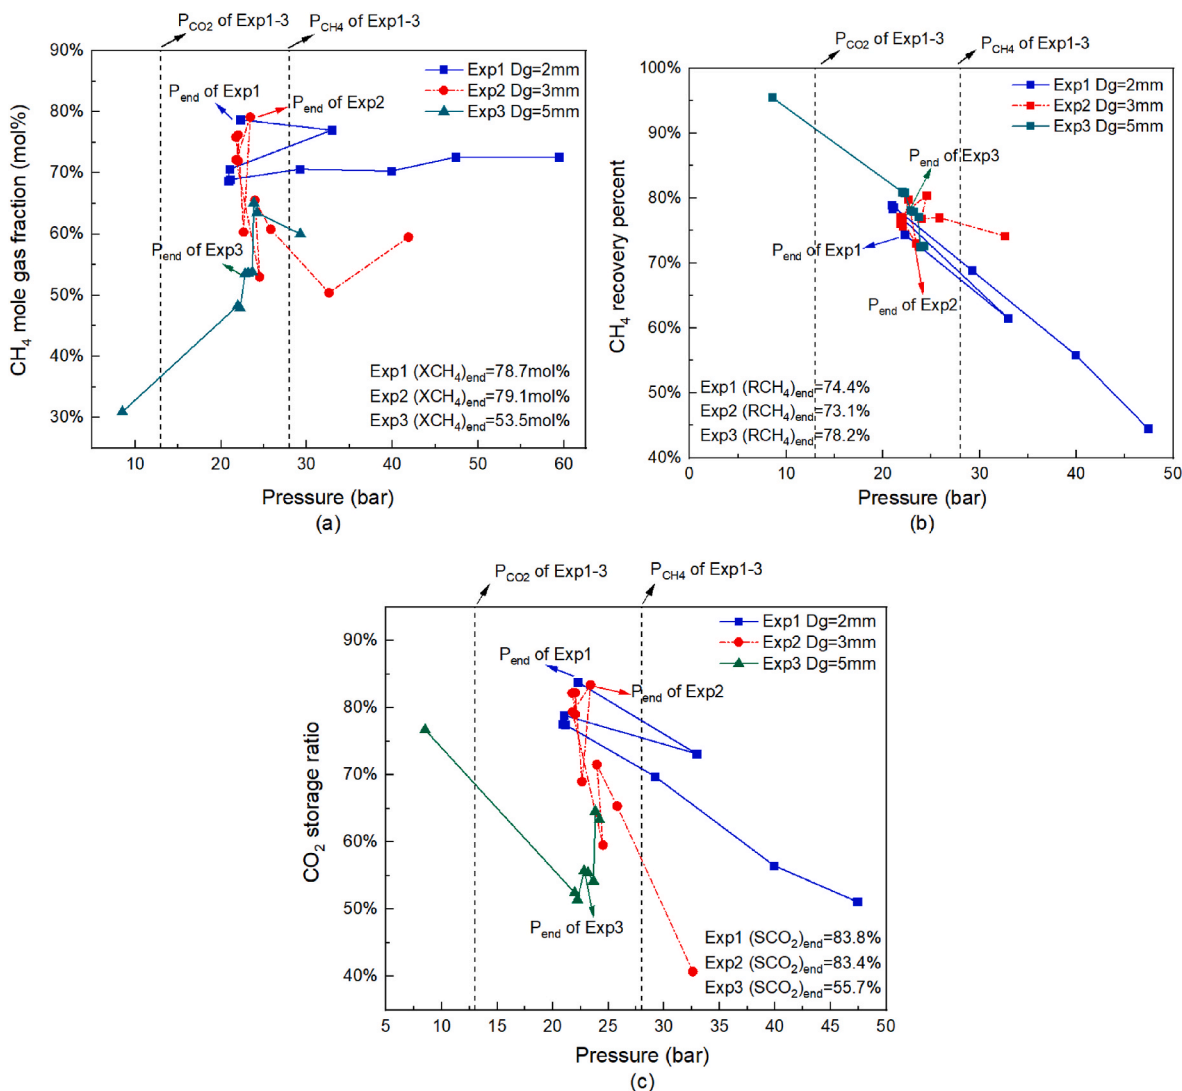 P_CO2 of Exp1-3
P_CH4 of Exp1-3
90%
80%
70%
60%
50%
40%
30%
CH4 mole gas fraction (mol%)
Exp1 Dg=2mm
Exp2 Dg=3mm
Exp3 Dg=5mm
Pend of Exp1
Pend of Exp2
Pend of Exp3
Exp1 (XCH4)end=78.7mol%
Exp2 (XCH4)end=79.1mol%
Exp3 (XCH4)end=53.5mol%
10 20 30 40 50 60
Pressure (bar)
(a)
PCO2 of Exp1-3
PCH4 of Exp1-3
100%
90%
80%
70%
60%
50%
40%
CH4 recovery percent
Exp1 Dg=2mm
Exp2 Dg=3mm
Exp3 Dg=5mm
Pend of Exp3
Pend of Exp1
Pend of Exp2
Exp1 (RCH4)end=74.4%
Exp2 (RCH4)end=73.1%
Exp3 (RCH4)end=78.2%
0 10 20 30 40 50
Pressure (bar)
(b)
PCO2 of Exp1-3
PCH4 of Exp1-3
90%
80%
70%
60%
50%
40%
CO2 storage ratio
Exp1 Dg=2mm
Exp2 Dg=3mm
Exp3 Dg=5mm
Pend of Exp1
Pend of Exp2
Pend of Exp3
Exp1 (SCO2)end=83.8%
Exp2 (SCO2)end=83.4%
Exp3 (SCO2)end=55.7%
5 10 15 20 25 30 35 40 45 50
Pressure (bar)
(c)